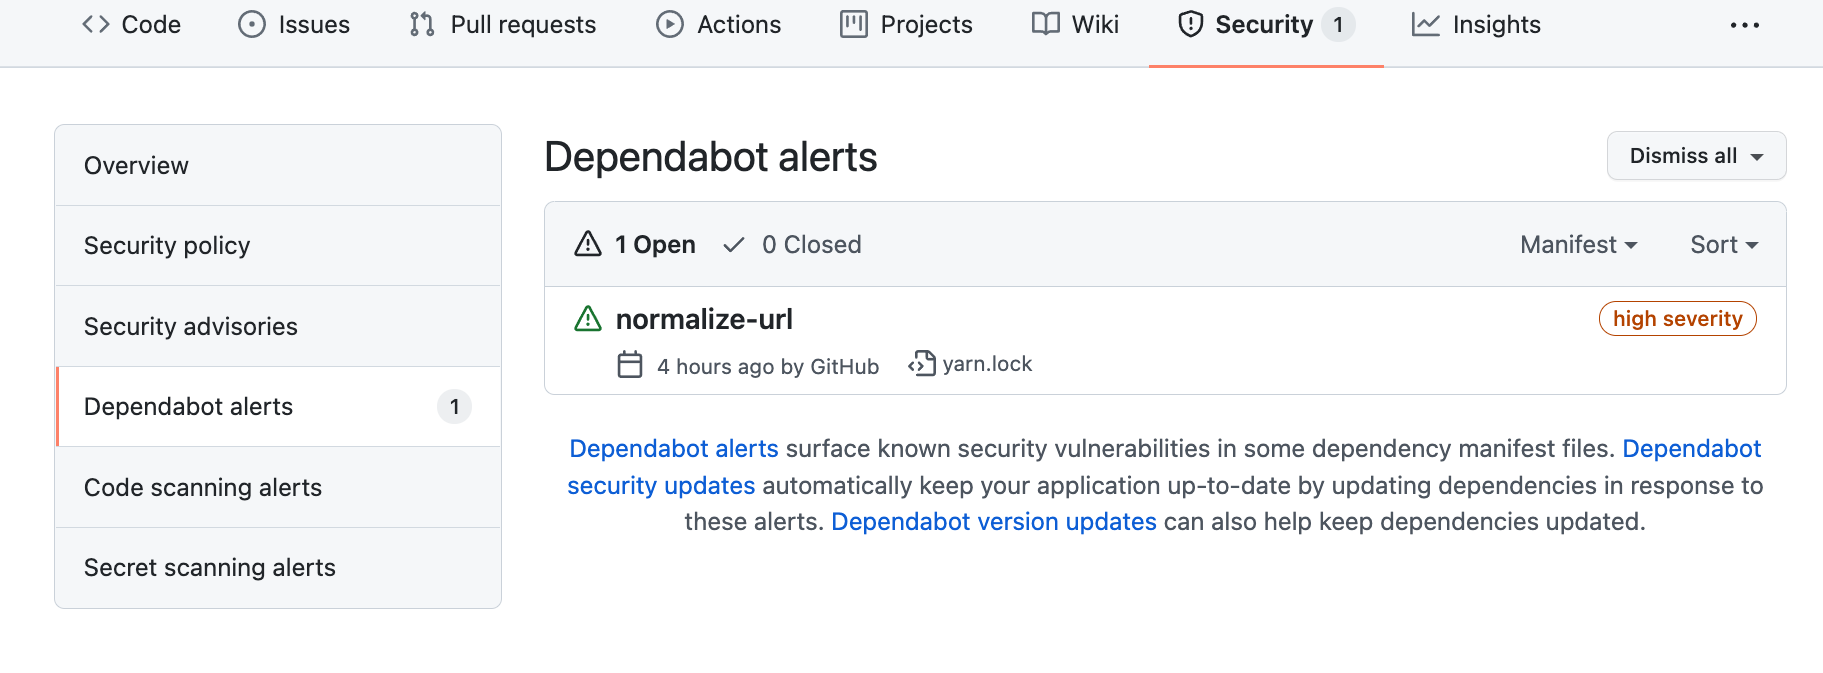 Code Issues Pull requests Actions Projects Wiki Security 1 Insights ...
Overview
Security policy
Security advisories
Dependabot alerts 1
Code scanning alerts
Secret scanning alerts
Dependabot alerts
Dismiss all
1 Open 0 Closed Manifest Sort
normalize-url high severity
4 hours ago by GitHub yarn.lock
Dependabot alerts surface known security vulnerabilities in some dependency manifest files. Dependabot
security updates automatically keep your application up-to-date by updating dependencies in response to
these alerts. Dependabot version updates can also help keep dependencies updated.